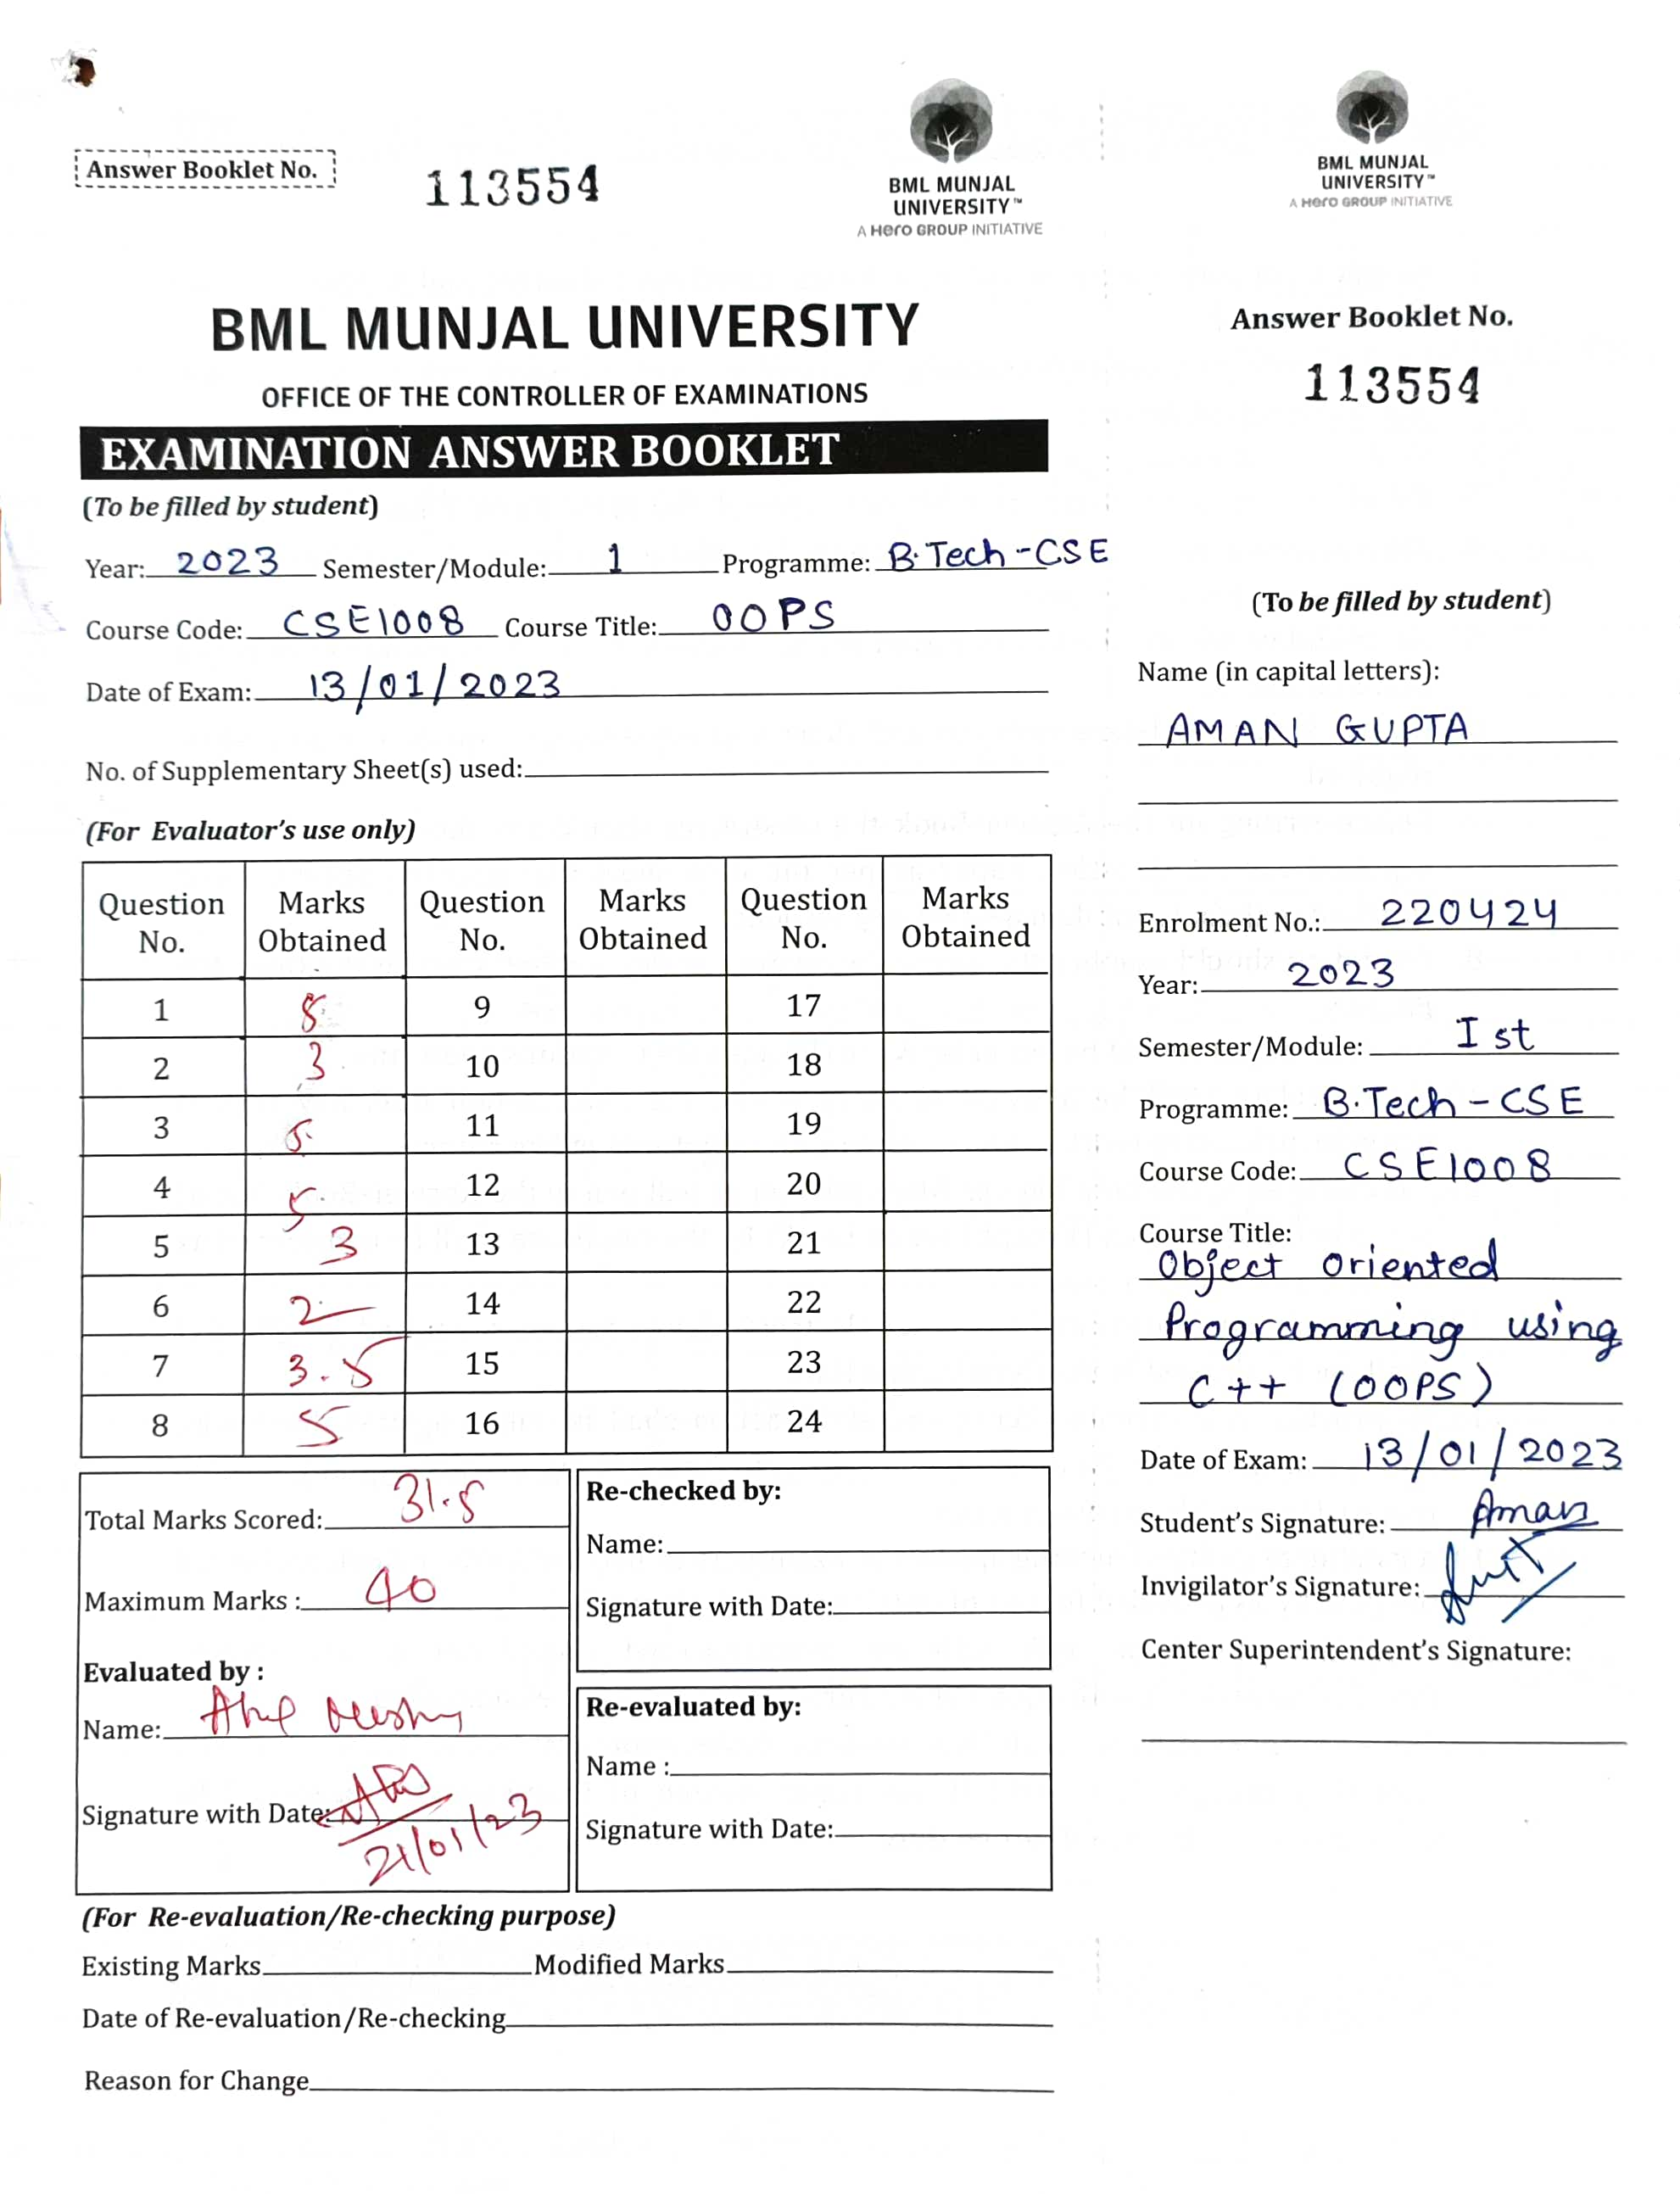 Answer Booklet No.
113554
BML MUNJAL
UNIVERSITY™
A Hero GROUP INITIATIVE
BML MUNJAL UNIVERSITY
OFFICE OF THE CONTROLLER OF EXAMINATIONS
EXAMINATION ANSWER BOOKLET
(To be filled by student)
Year: 2023 Semester/Module: 1 Programme: B.Tech-CSE
Course Code: CSE1008 Course Title: OOPS
Date of Exam: 13/01/2023
No. of Supplementary Sheet(s) used:
(For Evaluator's use only)
Question No. Marks Obtained Question No. Marks Obtained Question No. Marks Obtained
1 5 9 17
2 3 10 18
3 5 11 19
4 5 12 20
5 3 13 21
6 2 14 22
7 3.5 15 23
8 5 16 24
Total Marks Scored: 31.5
Maximum Marks : 40
Evaluated by :
Name:
Signature with Date: 21/01/23
Re-checked by:
Name:
Signature with Date:
Re-evaluated by:
Name :
Signature with Date:
(For Re-evaluation/Re-checking purpose)
Existing Marks Modified Marks
Date of Re-evaluation/Re-checking
Reason for Change
BML MUNJAL
UNIVERSITY™
A Hero GROUP INITIATIVE
Answer Booklet No.
113554
(To be filled by student)
Name (in capital letters):
AMAN GUPTA
Enrolment No.: 220424
Year: 2023
Semester/Module: I st
Programme: B.Tech-CSE
Course Code: CSE1008
Course Title:
Object oriented
Programming using
C++ (OOPS)
Date of Exam: 13/01/2023
Student's Signature: Aman
Invigilator's Signature:
Center Superintendent's Signature: